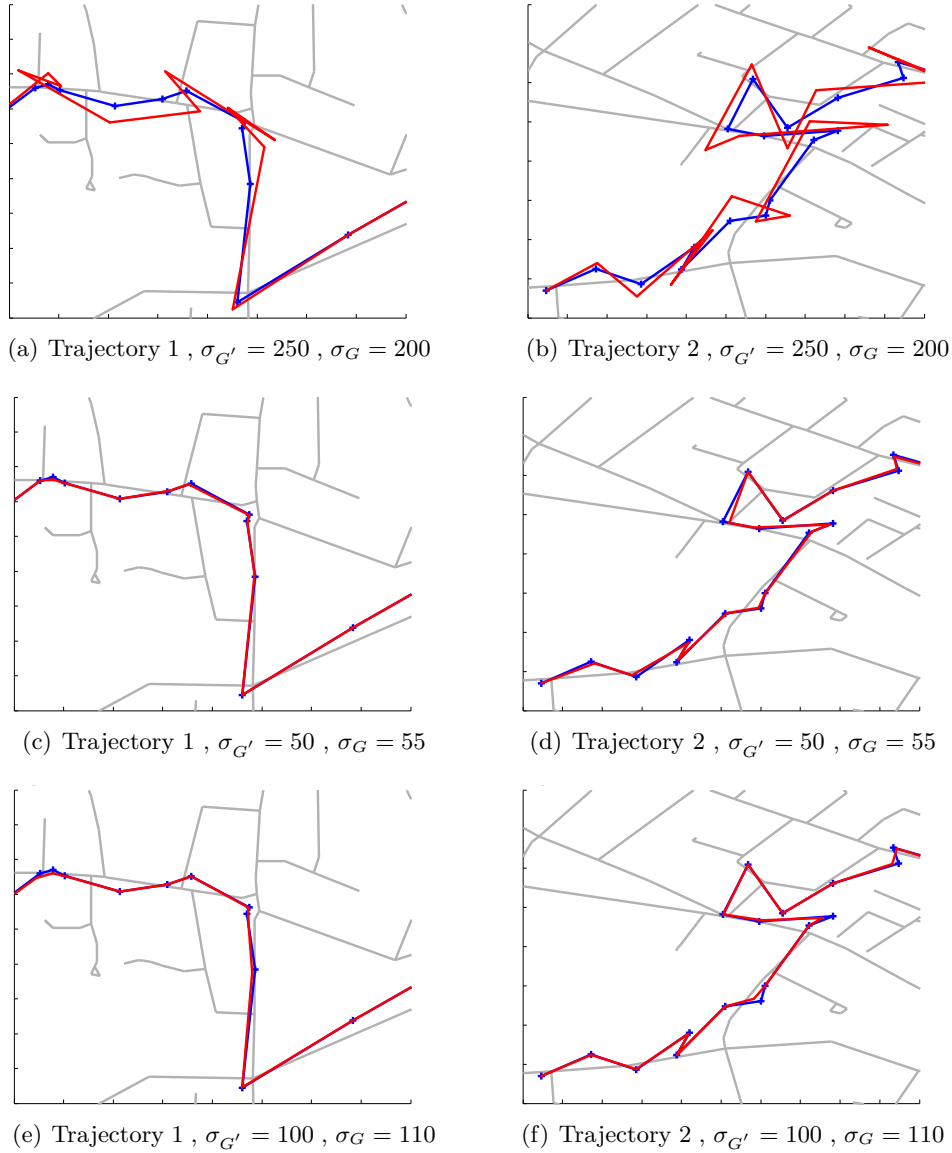 (a) Trajectory 1 , σ_{G′} = 250 , σ_G = 200
(b) Trajectory 2 , σ_{G′} = 250 , σ_G = 200
(c) Trajectory 1 , σ_{G′} = 50 , σ_G = 55
(d) Trajectory 2 , σ_{G′} = 50 , σ_G = 55
(e) Trajectory 1 , σ_{G′} = 100 , σ_G = 110
(f) Trajectory 2 , σ_{G′} = 100 , σ_G = 110